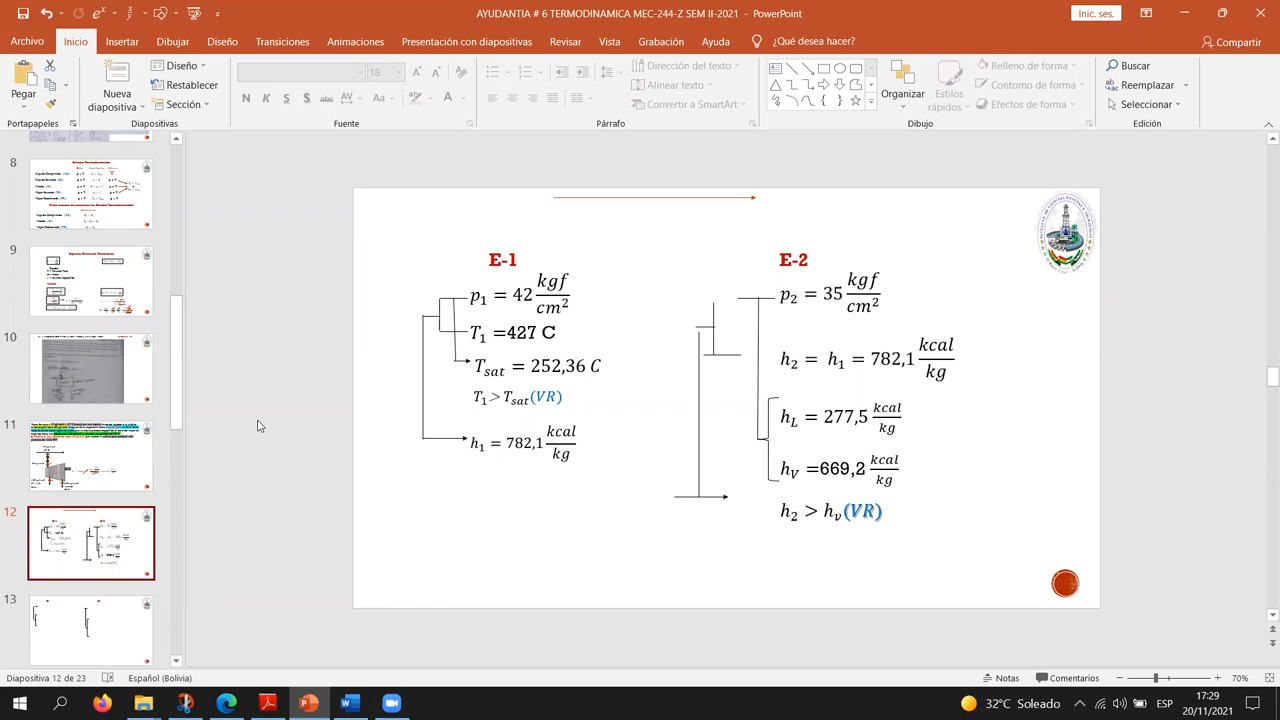 AYUDANTIA # 6 TERMODINAMICA MEC-244-Z SEM II-2021 - PowerPoint
Inic. ses.
Archivo
Inicio
Insertar
Dibujar
Diseño
Transiciones
Animaciones
Presentación con diapositivas
Revisar
Vista
Grabación
Ayuda
¿Qué desea hacer?
Compartir
Pegar
Nueva
diapositiva
Diseño
Restablecer
Sección
18
N K S S abc AV Aa A
Dirección del texto
Alinear texto
Convertir a SmartArt
Organizar
Estilos
rápidos
Relleno de forma
Contorno de forma
Efectos de forma
Buscar
Reemplazar
Seleccionar
Portapapeles
Diapositivas
Fuente
Párrafo
Dibujo
Edición
8
9
10
11
12
13
E-1
p₁ = 42 kgf/cm²
T₁ =427 C
Tsat = 252,36 C
T₁> Tsat(VR)
h₁ = 782,1 kcal/kg
E-2
p₂ = 35 kgf/cm²
h₂ = h₁ = 782,1 kcal/kg
hL = 277,5 kcal/kg
hV =669,2 kcal/kg
h₂ > hv(VR)
Diapositiva 12 de 23
Español (Bolivia)
Notas
Comentarios
70%
32°C Soleado
ESP
17:29
20/11/2021